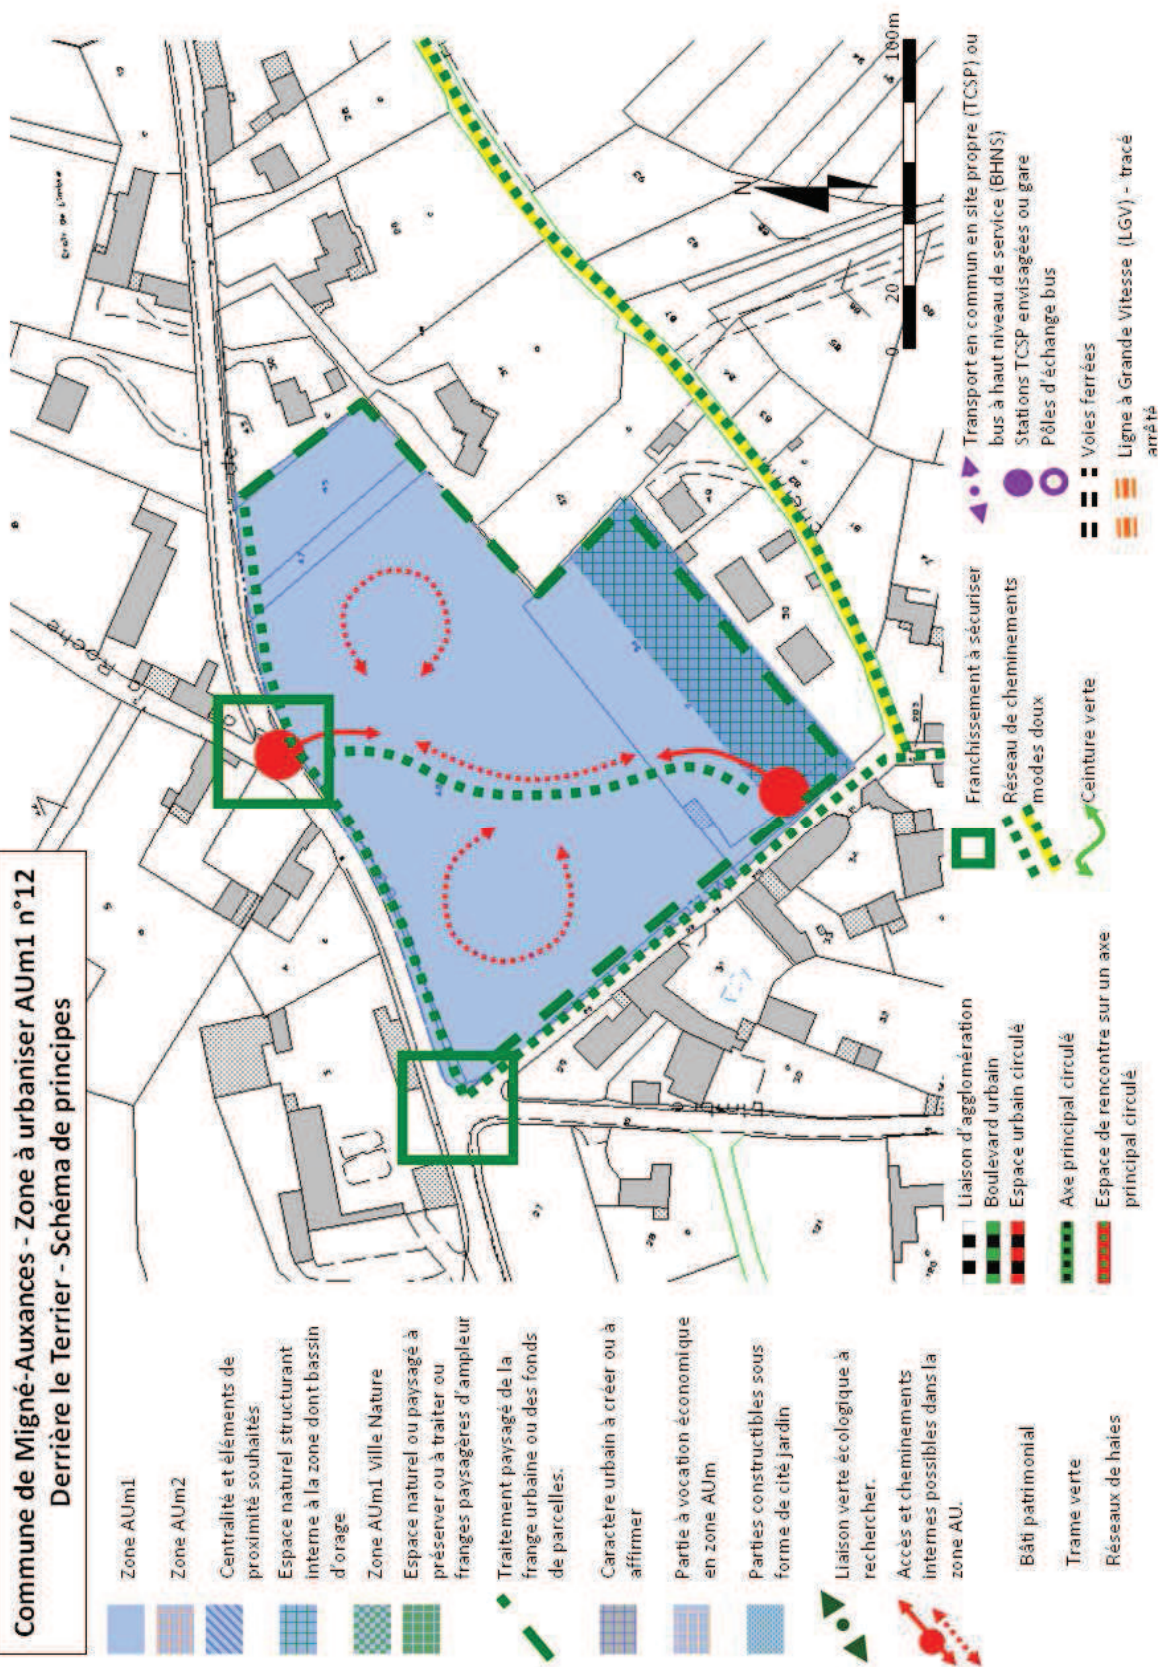 Commune de Migné-Auxances - Zone à urbaniser AUm1 n°12
Derrière le Terrier - Schéma de principes
Roche
N
0
20
100m
Zone AUm1
Zone AUm2
Centralité et éléments de
proximité souhaités
Espace naturel structurant
interne à la zone dont bassin
d'orage
Zone AUm1 Ville Nature
Espace naturel ou paysagé à
préserver ou à traiter ou
franges paysagères d'ampleur
Traitement paysagé de la
frange urbaine ou des fonds
de parcelles.
Caractère urbain à créer ou à
affirmer
Partie à vocation économique
en zone AUm
Parties constructibles sous
forme de cité jardin
Liaison verte écologique à
rechercher.
Accès et cheminements
internes possibles dans la
zone AU.
Bâti patrimonial
Trame verte
Réseaux de haies
Liaison d'agglomération
Boulevard urbain
Espace urbain circulé
Axe principal circulé
Espace de rencontre sur un axe
principal circulé
Franchissement à sécuriser
Réseau de cheminements
modes doux
Ceinture verte
Transport en commun en site propre (TCSP) ou
bus à haut niveau de service (BHNS)
Stations TCSP envisagées ou gare
Pôles d'échange bus
Voies ferrées
Ligne à Grande Vitesse (LGV) - tracé
arrêté